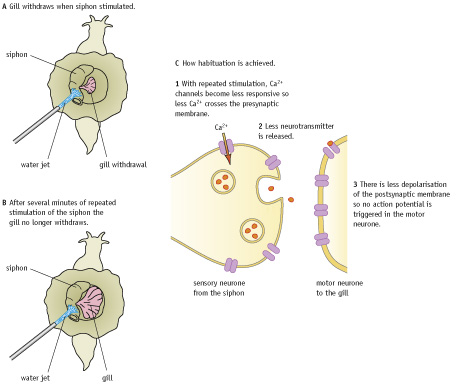 A Gill withdraws when siphon stimulated.
siphon
water jet
gill withdrawal
B After several minutes of repeated
stimulation of the siphon the
gill no longer withdraws.
siphon
water jet
gill
C How habituation is achieved.
1 With repeated stimulation, Ca²⁺
channels become less responsive so
less Ca²⁺ crosses the presynaptic
membrane.
Ca²⁺
2 Less neurotransmitter
is released.
3 There is less depolarisation
of the postsynaptic membrane
so no action potential is
triggered in the motor
neurone.
sensory neurone
from the siphon
motor neurone
to the gill